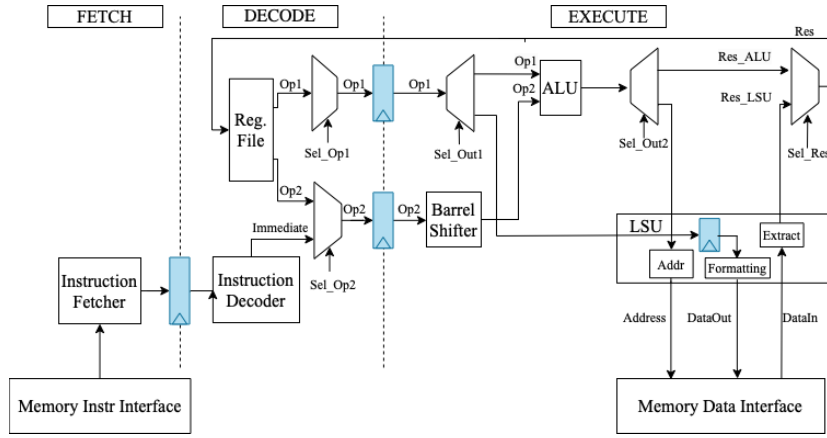 FETCH
DECODE
EXECUTE
Res
Op1
Op1
Op1
Op1
Res_ALU
Op2
ALU
Res_LSU
Reg.
File
Sel_Op1
Sel_Out1
Sel_Out2
Sel_Res
Op2
Op2
Op2
Barrel
Shifter
Immediate
LSU
Extract
Addr
Formatting
Instruction
Fetcher
Instruction
Decoder
Sel_Op2
Address
DataOut
DataIn
Memory Instr Interface
Memory Data Interface